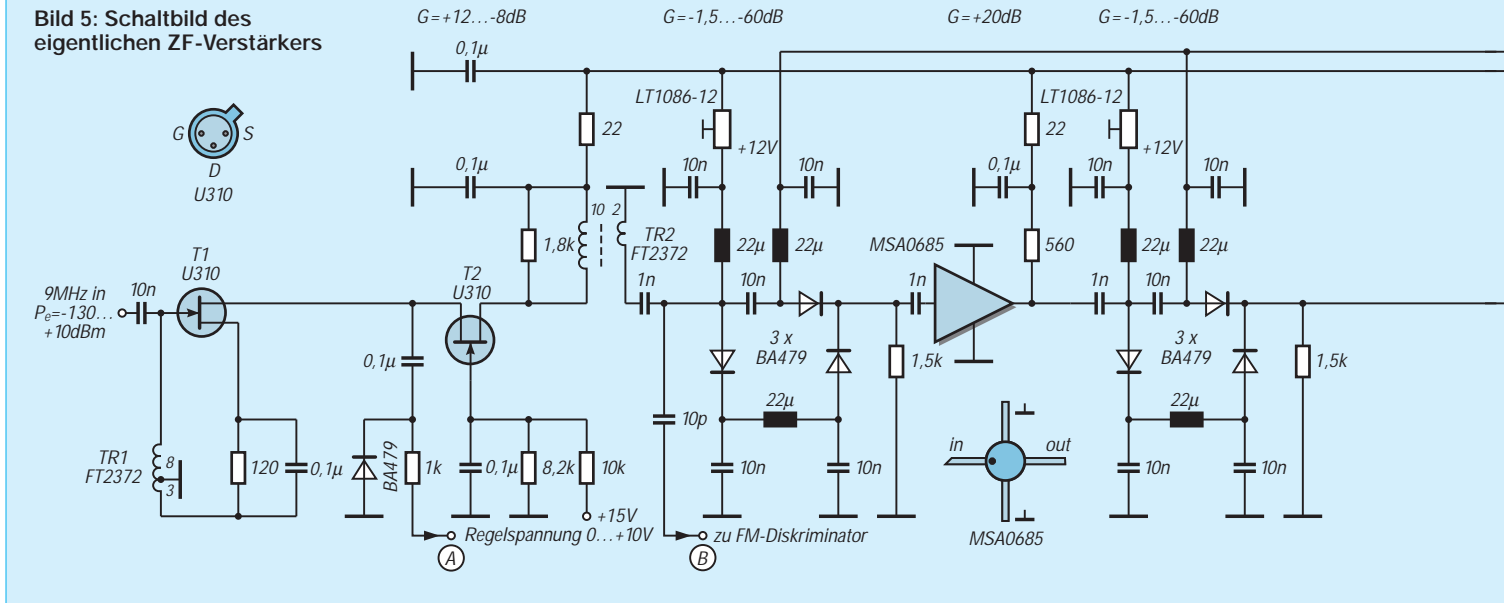 Bild 5: Schaltbild des
eigentlichen ZF-Verstärkers
G=+12...-8dB
G=-1,5...-60dB
G=+20dB
G=-1,5...-60dB
0,1µ
LT1086-12
LT1086-12
22
22
+12V
+12V
G
S
D
U310
0,1µ
10n
10n
0,1µ
10n
10n
10
2
1,8k
TR2
FT2372
22µ
22µ
MSA0685
560
22µ
22µ
T1
U310
T2
U310
9MHz in
Pe=-130...
+10dBm
10n
1n
10n
1n
1n
10n
0,1µ
3 x
BA479
1,5k
3 x
BA479
1,5k
10p
22µ
22µ
TR1
FT2372
8
3
120
0,1µ
BA479
1k
0,1µ
8,2k
10k
10n
10n
in
out
10n
10n
+15V
A
Regelspannung 0...+10V
B
zu FM-Diskriminator
MSA0685